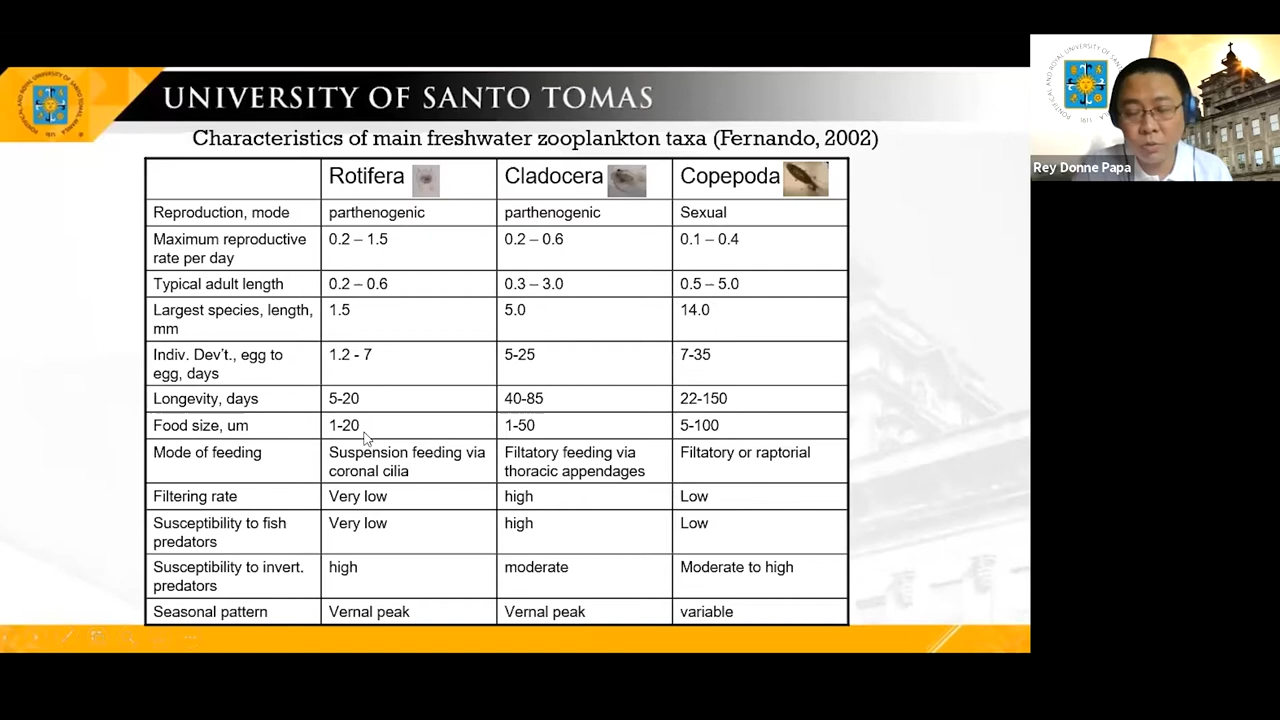 UNIVERSITY OF SANTO TOMAS
Characteristics of main freshwater zooplankton taxa (Fernando, 2002)
Rotifera Cladocera Copepoda
Reproduction, mode parthenogenic parthenogenic Sexual
Maximum reproductive rate per day 0.2 – 1.5 0.2 – 0.6 0.1 – 0.4
Typical adult length 0.2 – 0.6 0.3 – 3.0 0.5 – 5.0
Largest species, length, mm 1.5 5.0 14.0
Indiv. Dev't., egg to egg, days 1.2 - 7 5-25 7-35
Longevity, days 5-20 40-85 22-150
Food size, um 1-20 1-50 5-100
Mode of feeding Suspension feeding via coronal cilia Filtatory feeding via thoracic appendages Filtatory or raptorial
Filtering rate Very low high Low
Susceptibility to fish predators Very low high Low
Susceptibility to invert. predators high moderate Moderate to high
Seasonal pattern Vernal peak Vernal peak variable
Rey Donne Papa